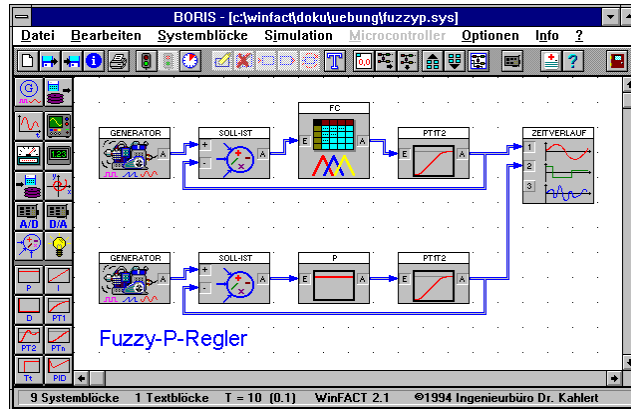 BORIS - [c:\winfact\doku\uebung\fuzzyp.sys]
Datei Bearbeiten Systemblöcke Simulation Microcontroller Optionen Info ?
0,0
?
G
A/D D/A
P I
D PT1
PT2 PTn
Tt PID
FC
GENERATOR SOLL-IST PT1T2 ZEITVERLAUF
A + - A E A E A 1 2 3
GENERATOR SOLL-IST P PT1T2
A + - A E A E A
Fuzzy-P-Regler
9 Systemblöcke 1 Textblöcke T = 10 (0.1) WinFACT 2.1 ©1994 Ingenieurbüro Dr. Kahlert